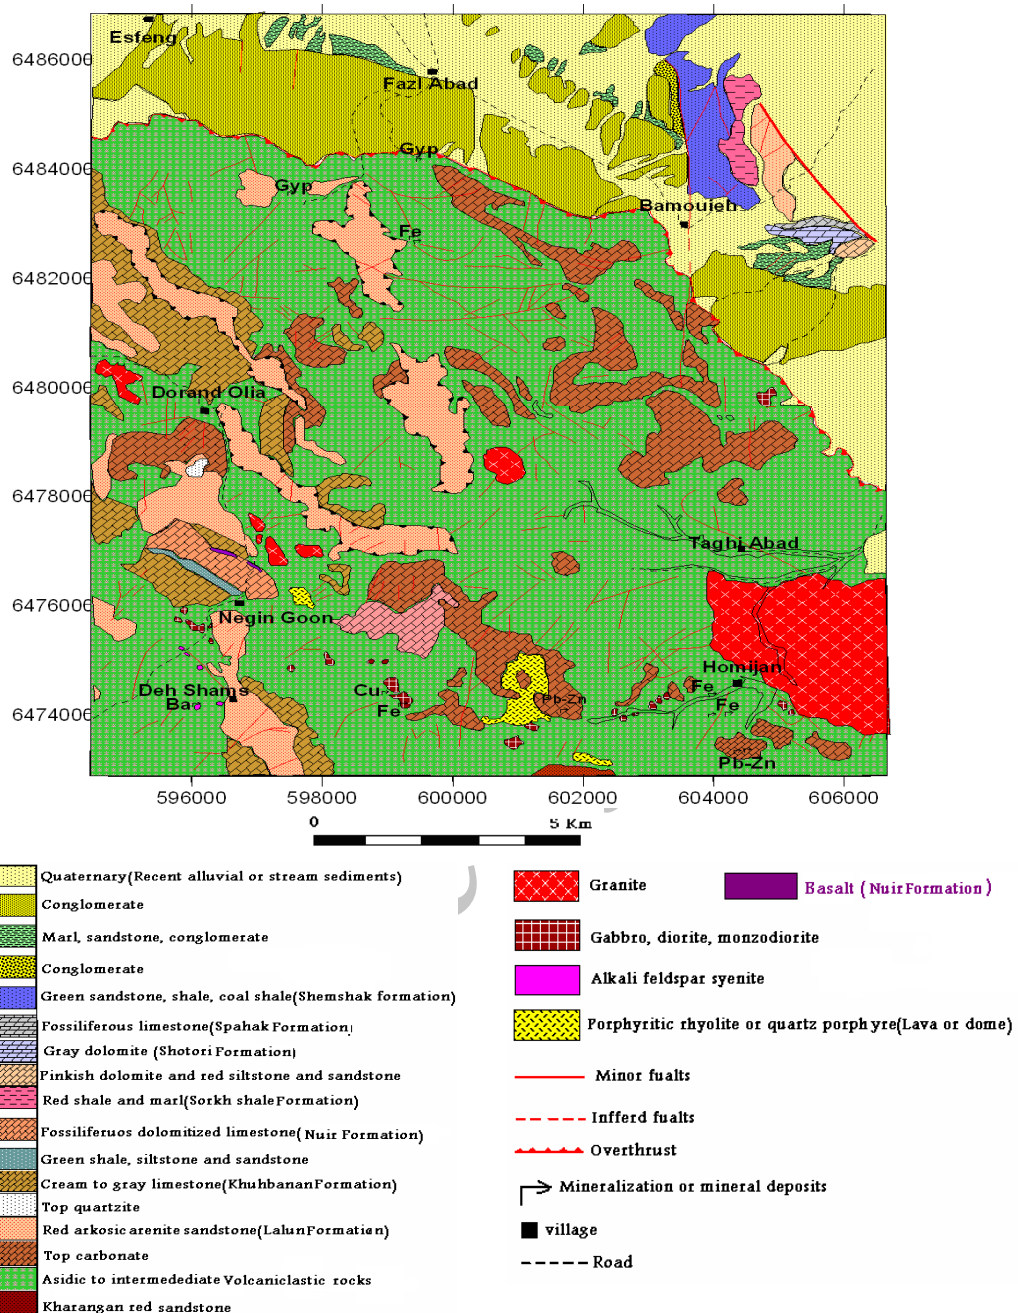 Esfeng
6486000
Fazl Abad
Gyp
6484000
Gyp
Bamouieh
Fe
6482000
6480000
Dorand Olia
6478000
Taghi Abad
6476000
Negin Goon
Homijan
Deh Shams
Cu
Fe
Pb-Zn
Ba
Fe
Fe
6474000
Pb-Zn
596000 598000 600000 602000 604000 606000
0 5 Km
Quaternary(Recent alluvial or stream sediments)
Conglomerate
Marl, sandstone, conglomerate
Conglomerate
Green sandstone, shale, coal shale(Shemshak formation)
Fossiliferous limestone(Spahak Formation)
Gray dolomite (Shotori Formation)
Pinkish dolomite and red siltstone and sandstone
Red shale and marl(Sorkh shale Formation)
Fossiliferuos dolomitized limestone( Nuir Formation)
Green shale, siltstone and sandstone
Cream to gray limestone(Khuhbanan Formation)
Top quartzite
Red arkosic arenite sandstone(Lalun Formation)
Top carbonate
Asidic to intermedediate Volcaniclastic rocks
Kharangan red sandstone
Granite
Basalt ( Nuir Formation )
Gabbro, diorite, monzodiorite
Alkali feldspar syenite
Porphyritic rhyolite or quartz porphyre(Lava or dome)
Minor fualts
Infferd fualts
Overthrust
Mineralization or mineral deposits
village
Road